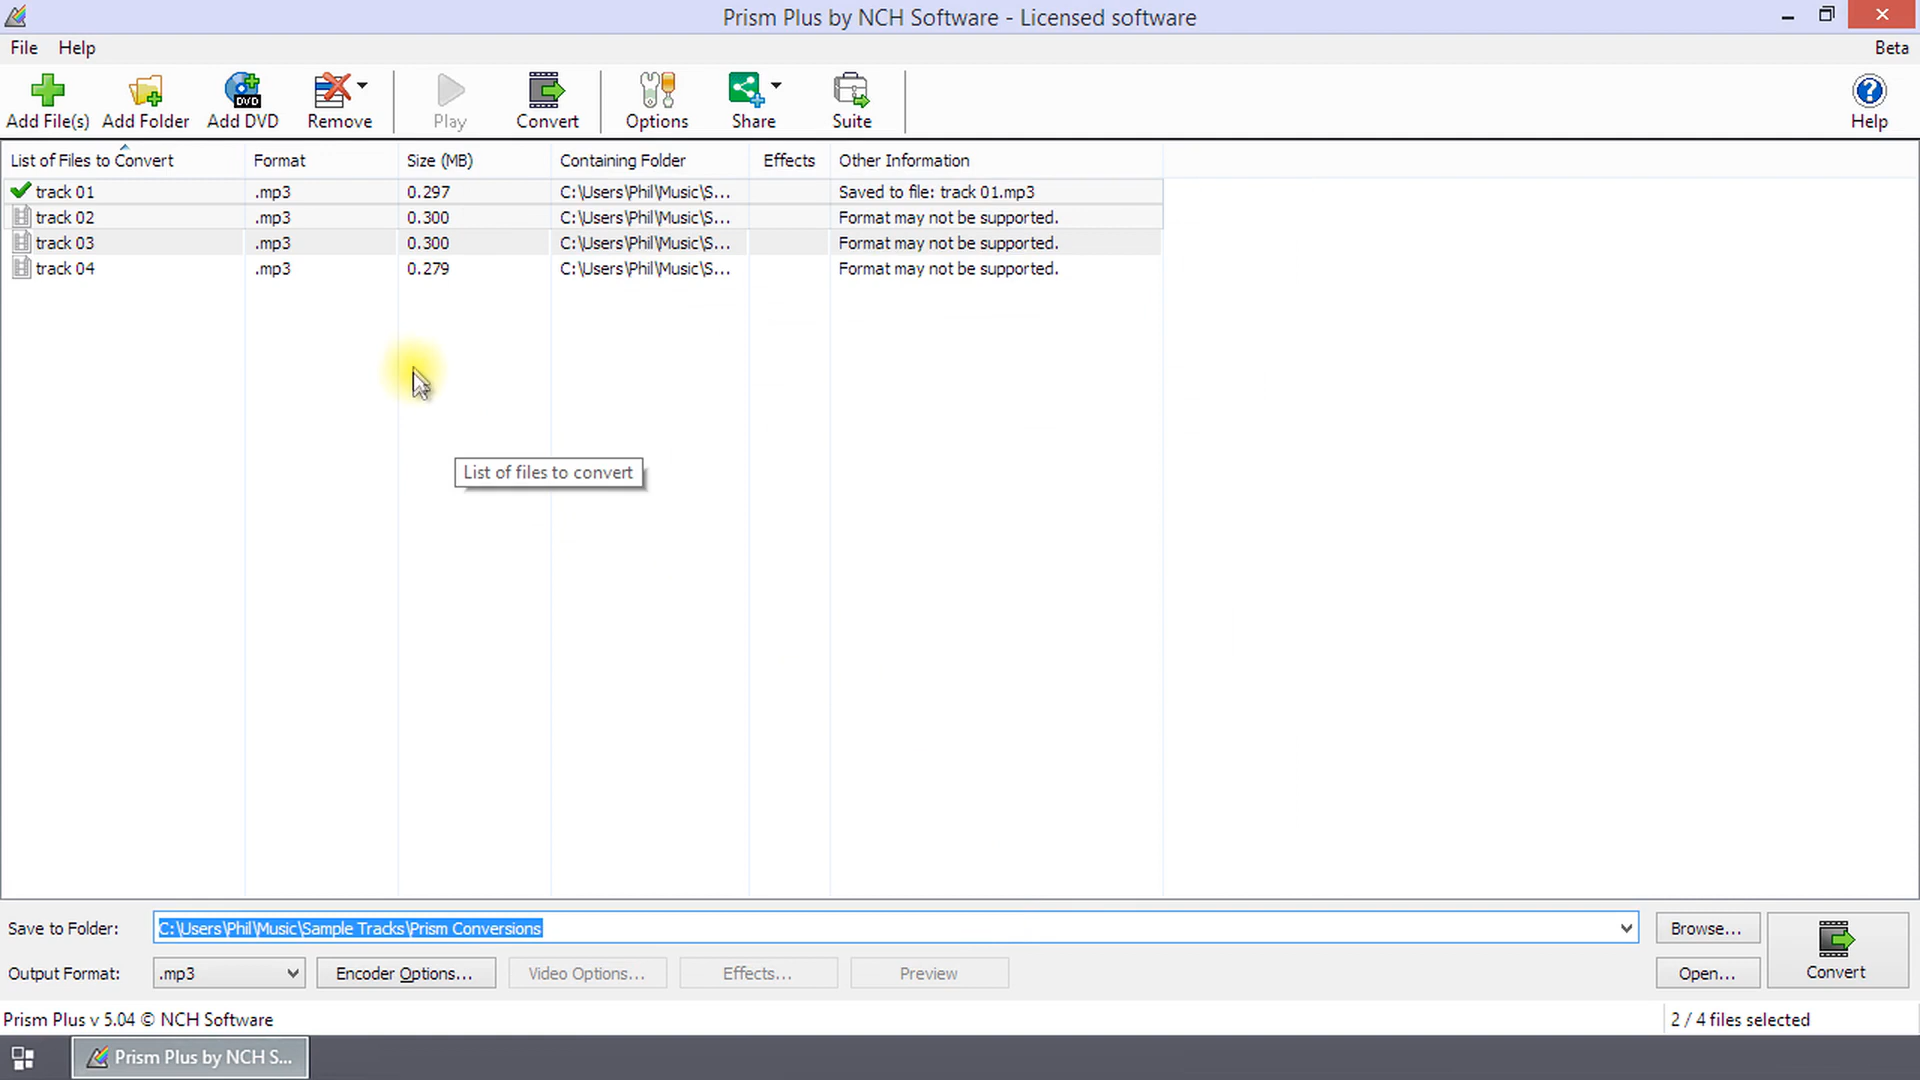 Prism Plus by NCH Software - Licensed software
File Help Beta
Add File(s) Add Folder Add DVD Remove Play Convert Options Share Suite Help
DVD
List of Files to Convert Format Size (MB) Containing Folder Effects Other Information
track 01 .mp3 0.297 C:\Users\Phil\Music\S... Saved to file: track 01.mp3
track 02 .mp3 0.300 C:\Users\Phil\Music\S... Format may not be supported.
track 03 .mp3 0.300 C:\Users\Phil\Music\S... Format may not be supported.
track 04 .mp3 0.279 C:\Users\Phil\Music\S... Format may not be supported.
List of files to convert
Save to Folder: C:\Users\Phil\Music\Sample Tracks\Prism Conversions Browse...
Output Format: .mp3 Encoder Options... Video Options... Effects... Preview Open... Convert
Prism Plus v 5.04 © NCH Software 2 / 4 files selected
Prism Plus by NCH S...